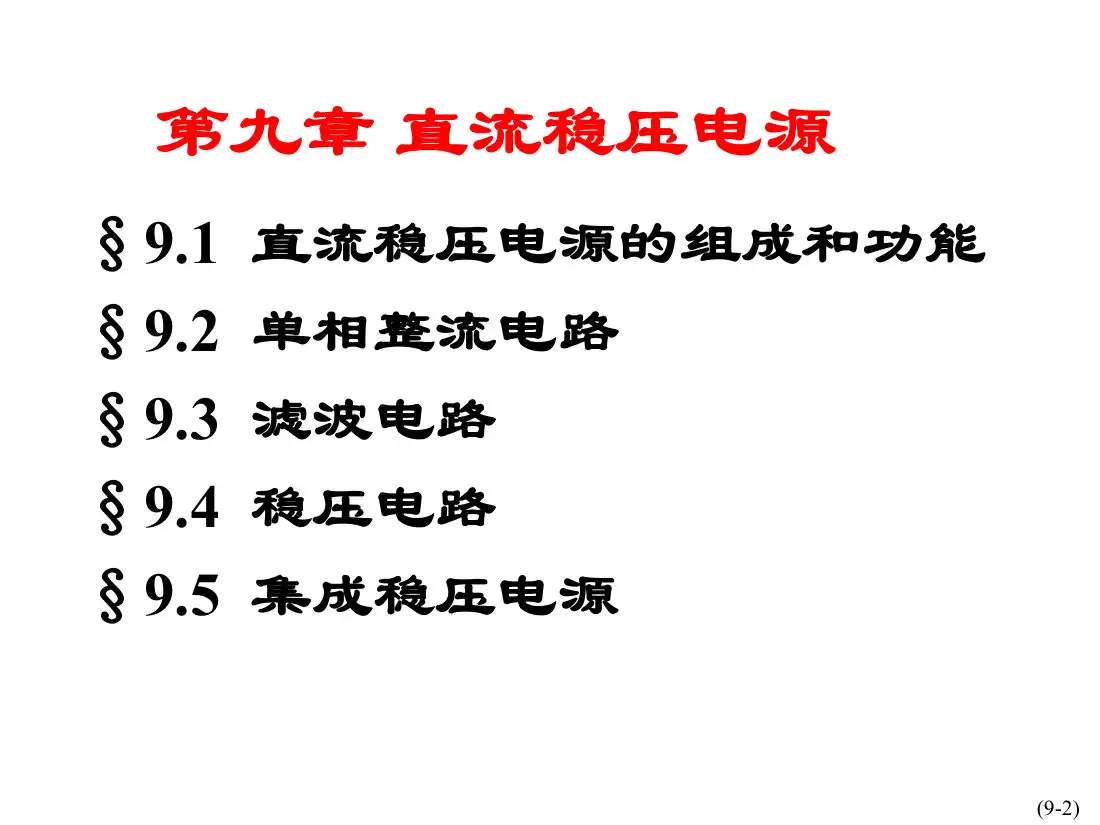 第九章 直流稳压电源
§9.1 直流稳压电源的组成和功能
§9.2 单相整流电路
§9.3 滤波电路
§9.4 稳压电路
§9.5 集成稳压电源
(9-2)